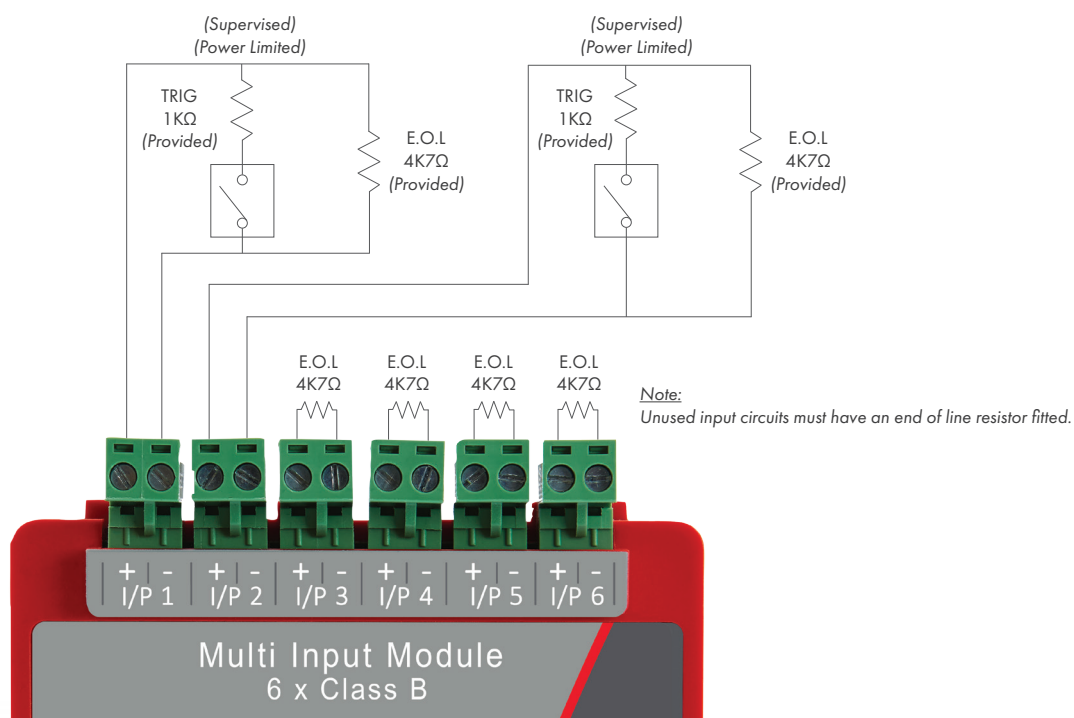 (Supervised)
(Power Limited)
TRIG
1KΩ
(Provided)
E.O.L
4K7Ω
(Provided)
(Supervised)
(Power Limited)
TRIG
1KΩ
(Provided)
E.O.L
4K7Ω
(Provided)
E.O.L
4K7Ω
E.O.L
4K7Ω
E.O.L
4K7Ω
E.O.L
4K7Ω
Note:
Unused input circuits must have an end of line resistor fitted.
+ -
I/P 1
+ -
I/P 2
+ -
I/P 3
+ -
I/P 4
+ -
I/P 5
+ -
I/P 6
Multi Input Module
6 x Class B